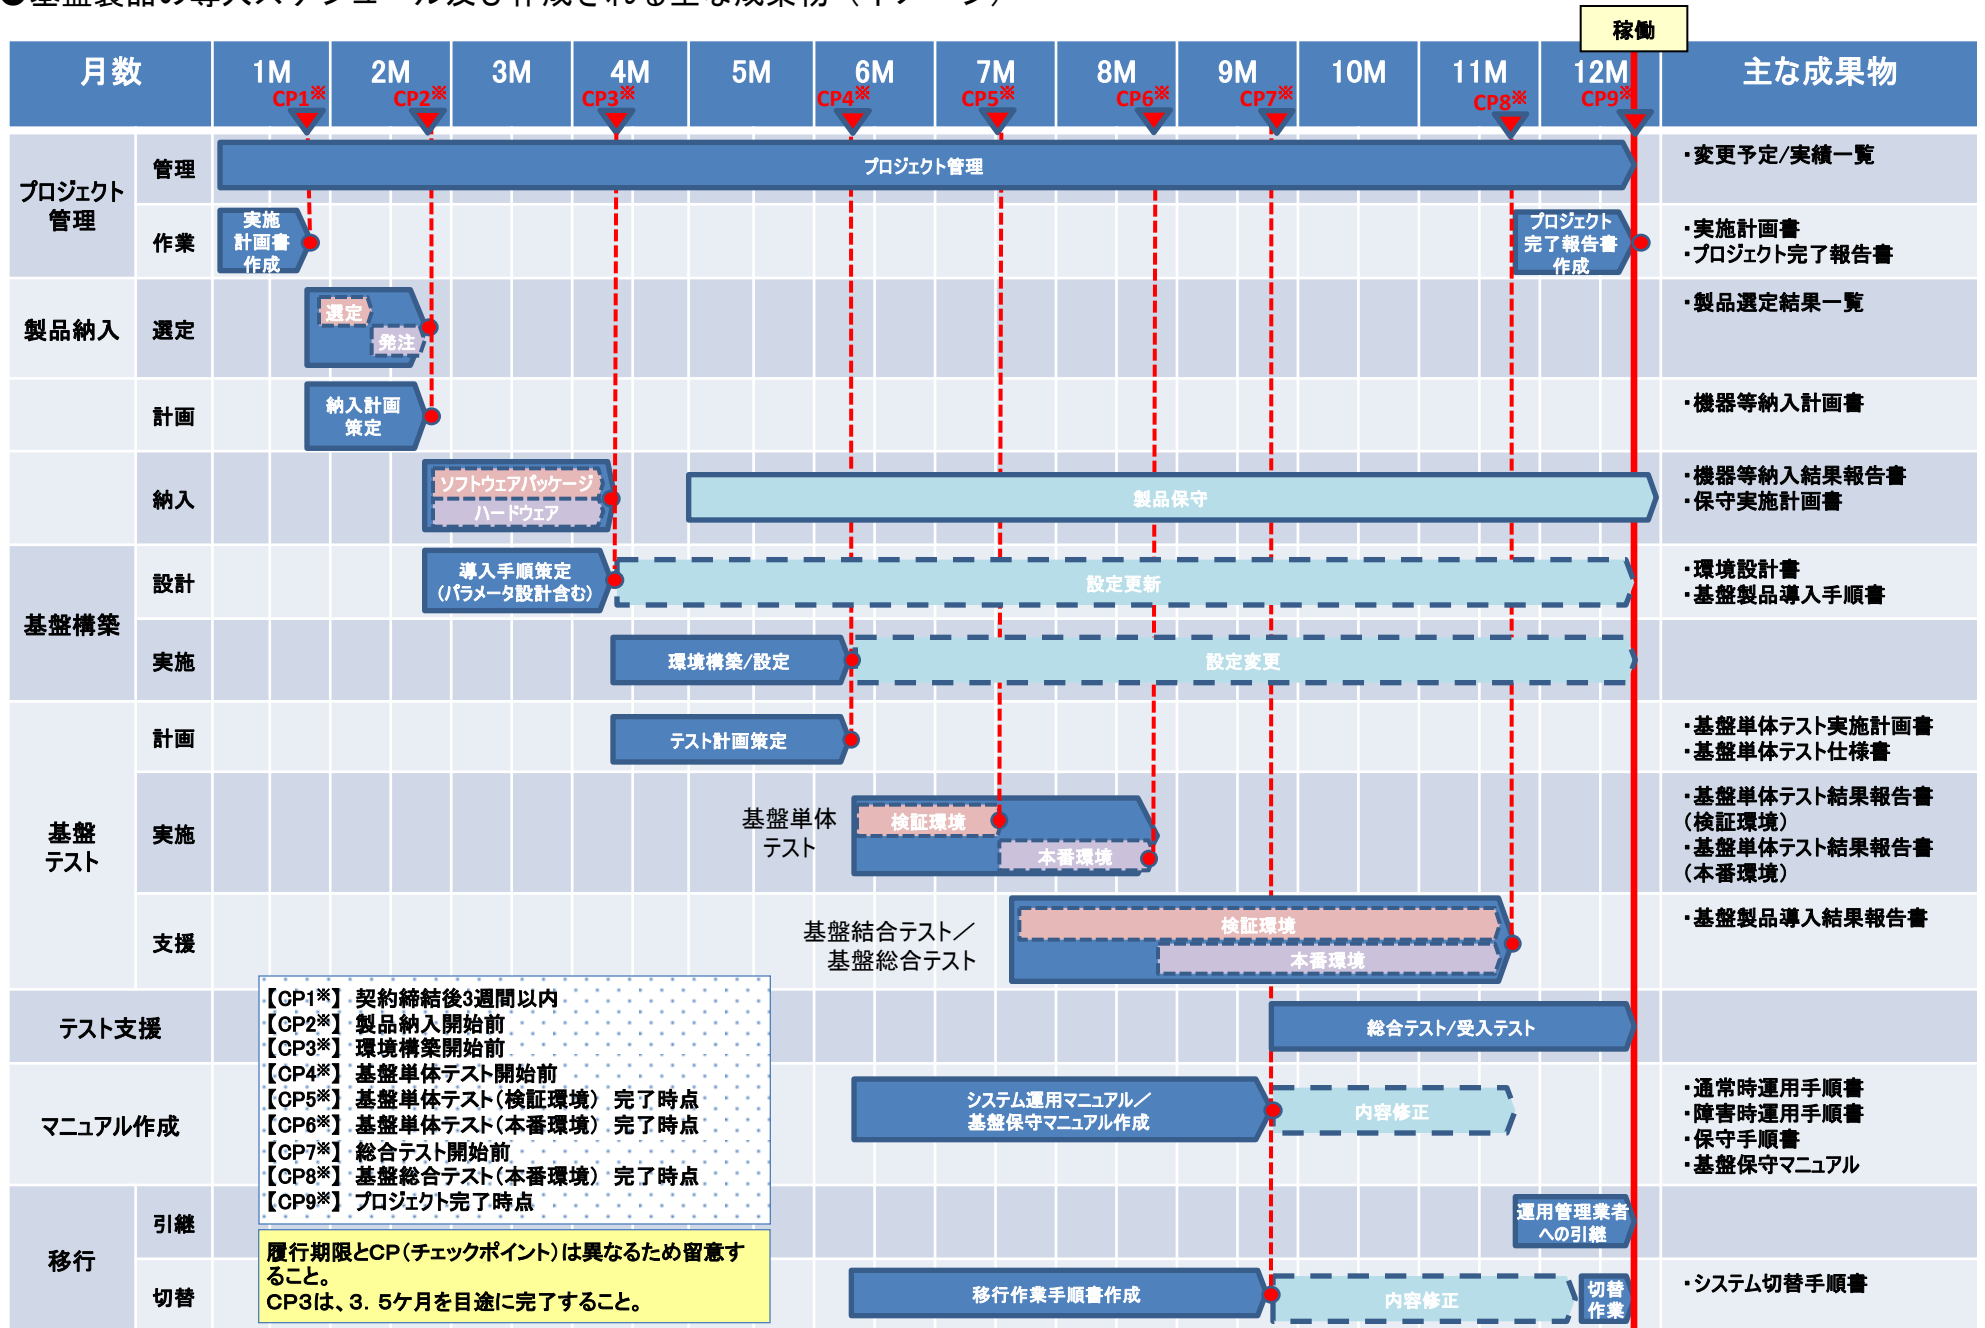 ●基盤製品の導入スケジュール及び作成される主な成果物（イメージ）
稼働
月数 1M 2M 3M 4M 5M 6M 7M 8M 9M 10M 11M 12M 主な成果物
CP1※ CP2※ CP3※ CP4※ CP5※ CP6※ CP7※ CP8※ CP9※
プロジェクト
管理
管理
プロジェクト管理
・変更予定/実績一覧
作業
実施
計画書
作成
プロジェクト
完了報告書
作成
・実施計画書
・プロジェクト完了報告書
製品納入
選定
選定
発注
・製品選定結果一覧
計画
納入計画
策定
・機器等納入計画書
納入
ソフトウェアパッケージ
ハードウェア
製品保守
・機器等納入結果報告書
・保守実施計画書
基盤構築
設計
導入手順策定
(パラメータ設計含む)
設定更新
・環境設計書
・基盤製品導入手順書
実施
環境構築/設定
設定変更
基盤
テスト
計画
テスト計画策定
・基盤単体テスト実施計画書
・基盤単体テスト仕様書
実施
基盤単体
テスト
検証環境
本番環境
・基盤単体テスト結果報告書
（検証環境）
・基盤単体テスト結果報告書
（本番環境）
支援
基盤結合テスト／
基盤総合テスト
検証環境
本番環境
・基盤製品導入結果報告書
テスト支援
総合テスト/受入テスト
マニュアル作成
システム運用マニュアル／
基盤保守マニュアル作成
内容修正
・通常時運用手順書
・障害時運用手順書
・保守手順書
・基盤保守マニュアル
移行
引継
運用管理業者
への引継
切替
移行作業手順書作成
内容修正
切替
作業
・システム切替手順書
【CP1※】 契約締結後3週間以内
【CP2※】 製品納入開始前
【CP3※】 環境構築開始前
【CP4※】 基盤単体テスト開始前
【CP5※】 基盤単体テスト（検証環境） 完了時点
【CP6※】 基盤単体テスト（本番環境） 完了時点
【CP7※】 総合テスト開始前
【CP8※】 基盤総合テスト（本番環境） 完了時点
【CP9※】 プロジェクト完了時点
履行期限とCP（チェックポイント）は異なるため留意す
ること。
CP3は、3．5ケ月を目途に完了すること。